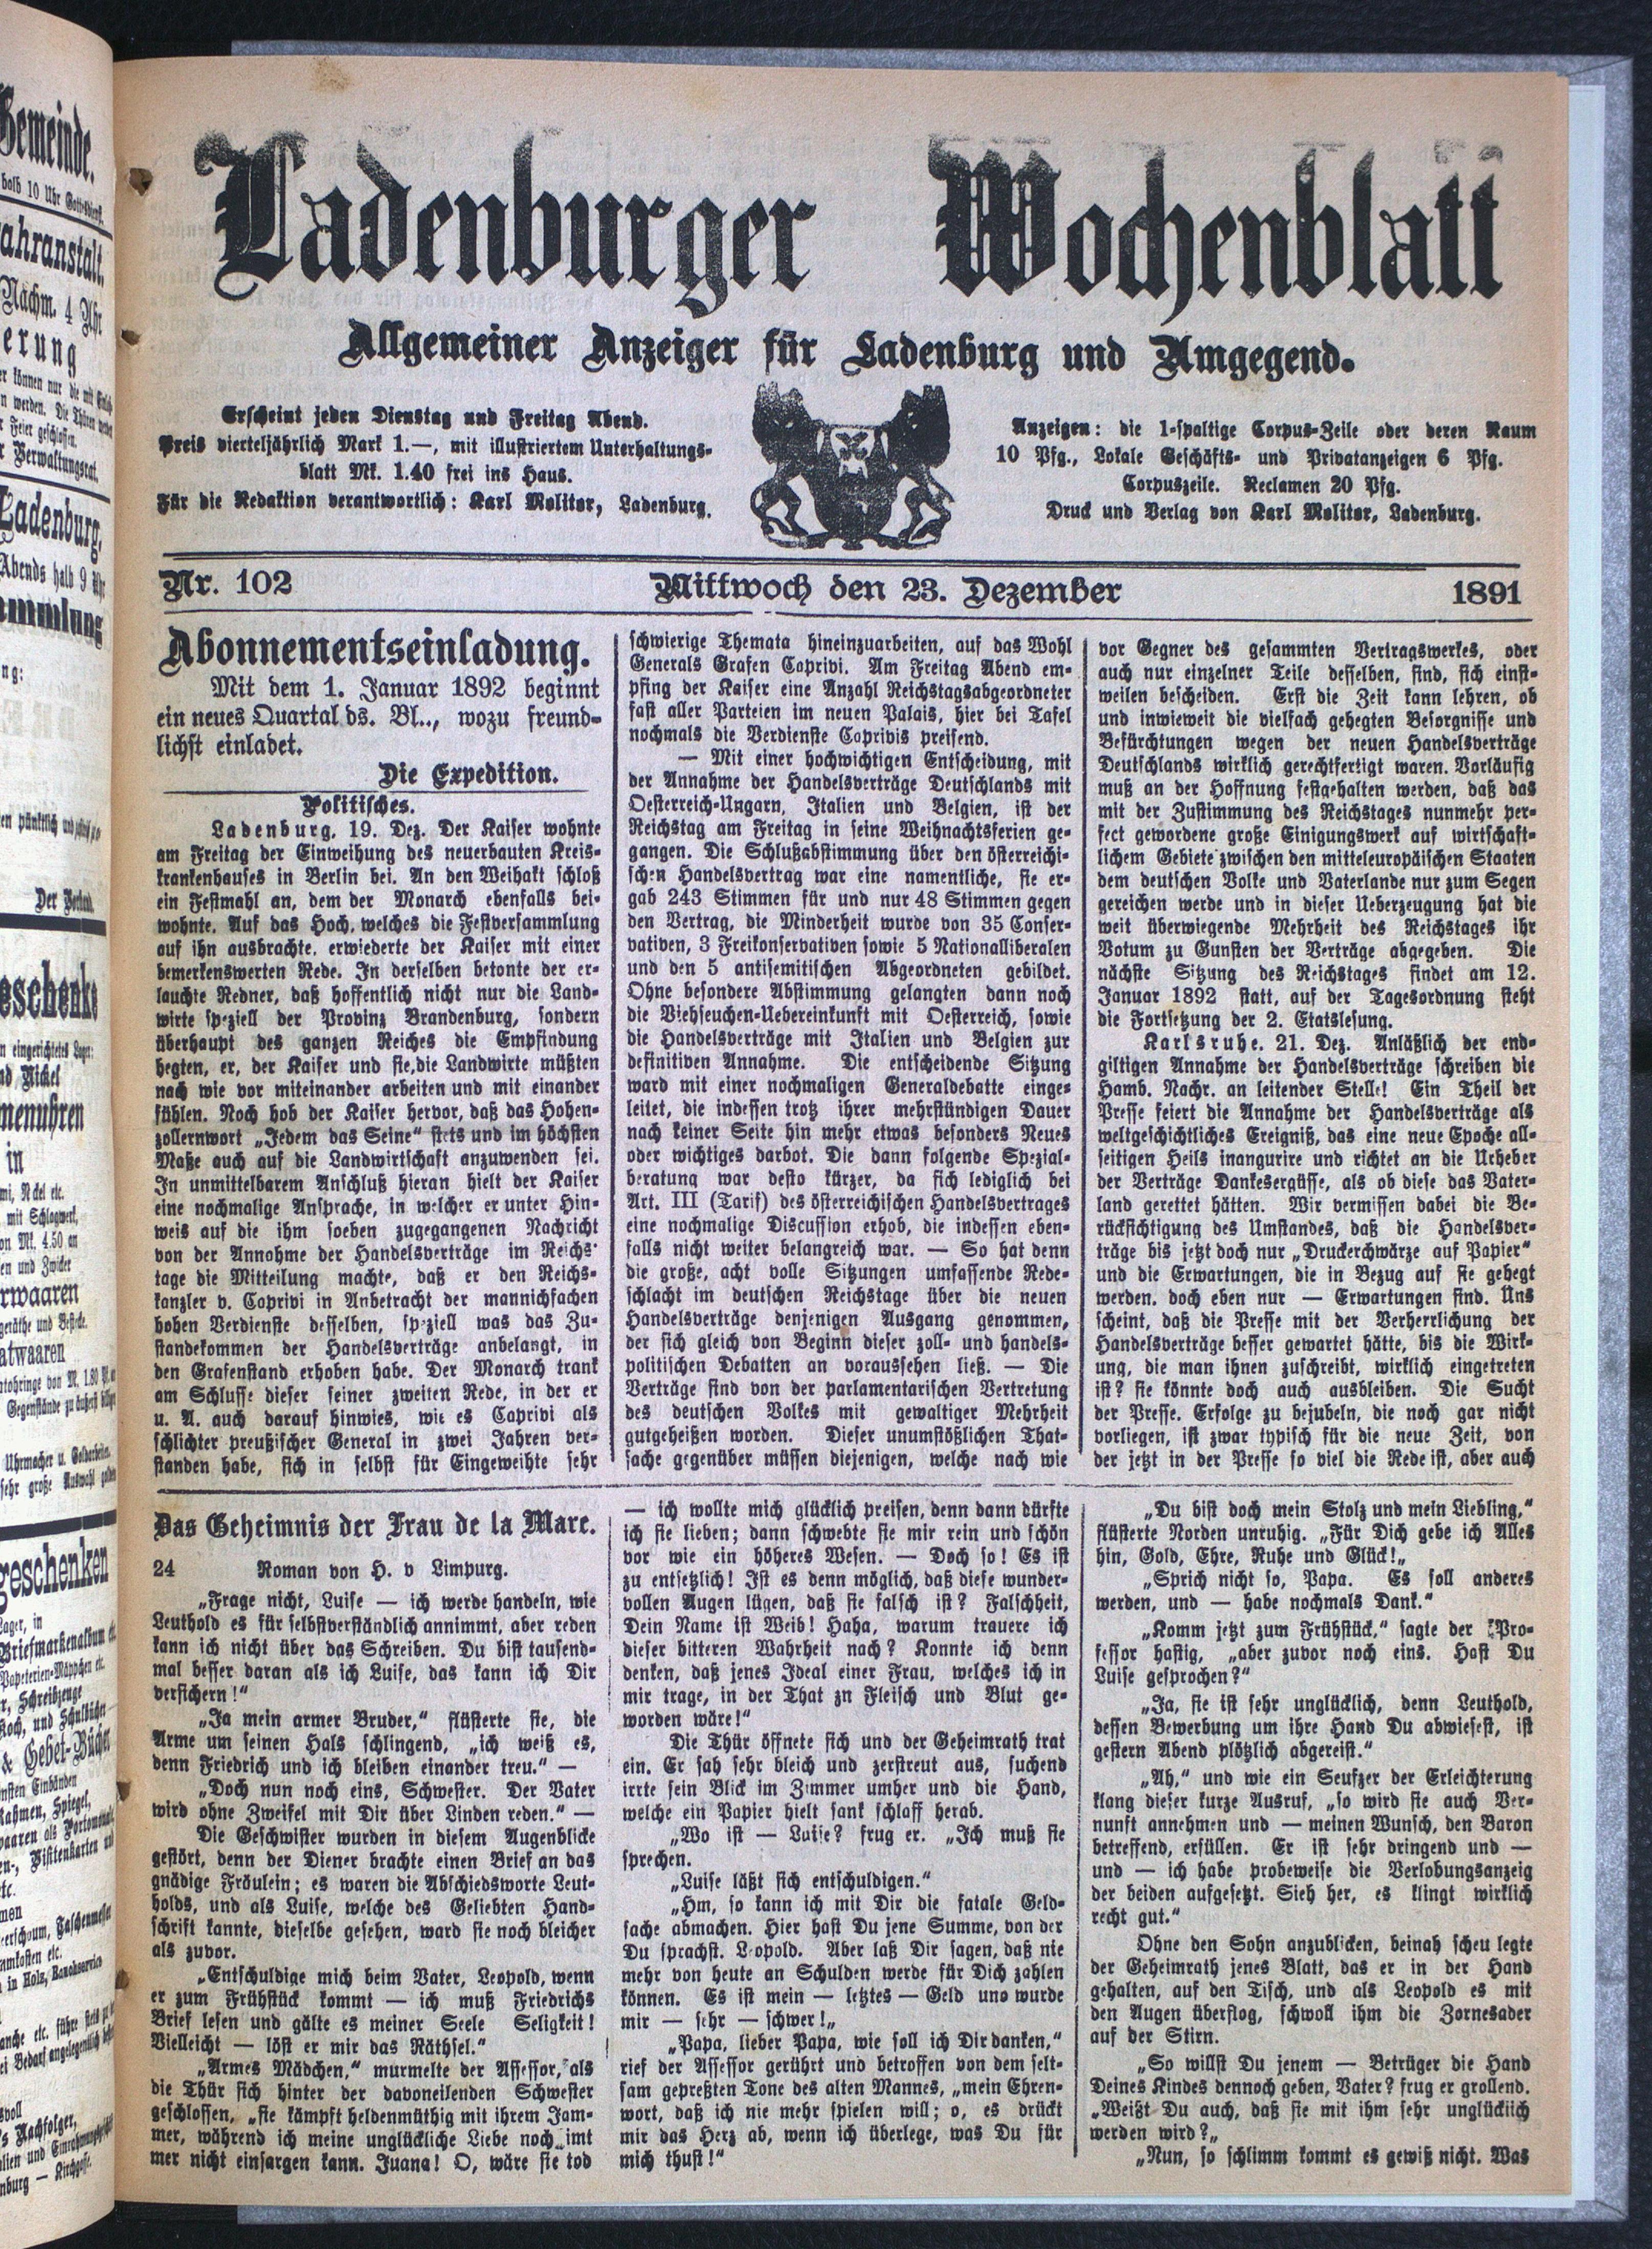 Ladenburger Wochenblatt
Allgemeiner Anzeiger für Ladenburg und Umgegend.
Erscheint jeden Dienstag und Freitag Abend.
Preis vierteljährlich Mark 1.—, mit illustriertem Unterhaltungs-
blatt Mk. 1.40 frei ins Haus.
Für die Redaktion verantwortlich: Karl Molitor, Ladenburg.
Anzeigen: die 1-spaltige Corpus-Zeile oder deren Raum
10 Pfg., Lokale Geschäfts- und Privatanzeigen 6 Pfg.
Corpuszeile. Reclamen 20 Pfg.
Druck und Verlag von Karl Molitor, Ladenburg.
Nr. 102 Mittwoch den 23. Dezember 1891
Abonnementseinladung.
Mit dem 1. Januar 1892 beginnt
ein neues Quartal ds. Bl.., wozu freund-
lichst einladet.
Die Expedition.
Politisches.
Ladenburg, 19. Dez. Der Kaiser wohnte
am Freitag der Einweihung des neuerbauten Kreis-
krankenhauses in Berlin bei. An den Weihakt schloß
ein Festmahl an, dem der Monarch ebenfalls bei-
wohnte. Auf das Hoch, welches die Festversammlung
auf ihn ausbrachte, erwiederte der Kaiser mit einer
bemerkenswerten Rede. In derselben betonte der er-
lauchte Redner, daß hoffentlich nicht nur die Land-
wirte speziell der Provinz Brandenburg, sondern
überhaupt des ganzen Reiches die Empfindung
hegten, er, der Kaiser und sie,die Landwirte müßten
nach wie vor miteinander arbeiten und mit einander
fühlen. Noch hob der Kaiser hervor, daß das Hohen-
zollernwort „Jedem das Seine“ stets und im höchsten
Maße auch auf die Landwirtschaft anzuwenden sei.
In unmittelbarem Anschluß hieran hielt der Kaiser
eine nochmalige Ansprache, in welcher er unter Hin-
weis auf die ihm soeben zugegangenen Nachricht
von der Annahme der Handelsverträge im Reichs-
tage die Mitteilung machte, daß er den Reichs-
kanzler v. Caprivi in Anbetracht der mannichfachen
hohen Verdienste desselben, speziell was das Zu-
standekommen der Handelsverträge anbelangt, in
den Grafenstand erhoben habe. Der Monarch trank
am Schlusse dieser seiner zweiten Rede, in der er
u. A. auch darauf hinwies, wie es Caprivi als
schlichter preußischer General in zwei Jahren ver-
standen habe, sich in selbst für Eingeweihte sehr
schwierige Themata hineinzuarbeiten, auf das Wohl
Generals Grafen Caprivi. Am Freitag Abend em-
pfing der Kaiser eine Anzahl Reichstagsabgeordneter
fast aller Parteien im neuen Palais, hier bei Tafel
nochmals die Verdienste Caprivis preisend.
— Mit einer hochwichtigen Entscheidung, mit
der Annahme der Handelsverträge Deutschlands mit
Oesterreich-Ungarn, Italien und Belgien, ist der
Reichstag am Freitag in seine Weihnachtsferien ge-
gangen. Die Schlußabstimmung über den österreichi-
schen Handelsvertrag war eine namentliche, sie er-
gab 243 Stimmen für und nur 48 Stimmen gegen
den Vertrag, die Minderheit wurde von 35 Conser-
vativen, 3 Freikonservativen sowie 5 Nationalliberalen
und den 5 antisemitischen Abgeordneten gebildet.
Ohne besondere Abstimmung gelangten dann noch
die Viehseuchen-Uebereinkunft mit Oesterreich, sowie
die Handelsverträge mit Italien und Belgien zur
definitiven Annahme. Die entscheidende Sitzung
ward mit einer nochmaligen Generaldebatte einge-
leitet, die indessen trotz ihrer mehrstündigen Dauer
nach keiner Seite hin mehr etwas besonders Neues
oder wichtiges darbot. Die dann folgende Spezial-
beratung war desto kürzer, da sich lediglich bei
Art. III (Tarif) des österreichischen Handelsvertrages
eine nochmalige Discussion erhob, die indessen eben-
falls nicht weiter belangreich war. — So hat denn
die große, acht volle Sitzungen umfassende Rede-
schlacht im deutschen Reichstage über die neuen
Handelsverträge denjenigen Ausgang genommen,
der sich gleich von Beginn dieser zoll- und handels-
politischen Debatten an voraussehen ließ. — Die
Verträge sind von der parlamentarischen Vertretung
des deutschen Volkes mit gewaltiger Mehrheit
gutgeheißen worden. Dieser unumstößlichen That-
sache gegenüber müssen diejenigen, welche nach wie
vor Gegner des gesammten Vertragswerkes, oder
auch nur einzelner Teile desselben, sind, sich einst-
weilen bescheiden. Erst die Zeit kann lehren, ob
und inwieweit die vielfach gehegten Besorgnisse und
Befürchtungen wegen der neuen Handelsverträge
Deutschlands wirklich gerechtfertigt waren. Vorläufig
muß an der Hoffnung festgehalten werden, daß das
mit der Zustimmung des Reichstages nunmehr per-
fect gewordene große Einigungswerk auf wirtschaft-
lichem Gebiete zwischen den mitteleuropäischen Staaten
dem deutschen Volke und Vaterlande nur zum Segen
gereichen werde und in dieser Ueberzeugung hat die
weit überwiegende Mehrheit des Reichstages ihr
Votum zu Gunsten der Verträge abgegeben. Die
nächste Sitzung des Reichstages findet am 12.
Januar 1892 statt, auf der Tagesordnung steht
die Fortsetzung der 2. Etatslesung.
Karlsruhe. 21. Dez. Anläßlich der end-
giltigen Annahme der Handelsverträge schreiben die
Hamb. Nachr. an leitender Stelle! Ein Theil der
Presse feiert die Annahme der Handelsverträge als
weltgeschichtliches Ereigniß, das eine neue Epoche all-
seitigen Heils inangurire und richtet an die Urheber
der Verträge Dankesergüsse, als ob diese das Vater-
land gerettet hätten. Wir vermissen dabei die Be-
rücksichtigung des Umstandes, daß die Handelsver-
träge bis jetzt doch nur „Druckerchwärze auf Papier“
und die Erwartungen, die in Bezug auf sie gehegt
werden. doch eben nur — Erwartungen sind. Uns
scheint, daß die Presse mit der Verherrlichung der
Handelsverträge besser gewartet hätte, bis die Wirk-
ung, die man ihnen zuschreibt, wirklich eingetreten
ist? sie könnte doch auch ausbleiben. Die Sucht
der Presse. Erfolge zu bejubeln, die noch gar nicht
vorliegen, ist zwar typisch für die neue Zeit, von
der jetzt in der Presse so viel die Rede ist, aber auch
Das Geheimnis der Frau de la Mare.
24 Roman von H. v Limpurg.
„Frage nicht, Luise — ich werde handeln, wie
Leuthold es für selbstverständlich annimmt, aber reden
kann ich nicht über das Schreiben. Du bist tausend-
mal besser daran als ich Luise, das kann ich Dir
versichern!“
„Ja mein armer Bruder,“ flüsterte sie, die
Arme um seinen Hals schlingend, „ich weiß es,
denn Friedrich und ich bleiben einander treu.“ —
„Doch nun noch eins, Schwester. Der Vater
wird ohne Zweifel mit Dir über Linden reden.“ —
Die Geschwister wurden in diesem Augenblicke
gestört, denn der Diener brachte einen Brief an das
gnädige Fräulein; es waren die Abschiedsworte Leut-
holds, und als Luise, welche des Geliebten Hand-
schrift kannte, dieselbe gesehen, ward sie noch bleicher
als zuvor.
„Entschuldige mich beim Vater, Leopold, wenn
er zum Frühstück kommt — ich muß Friedrichs
Brief lesen und gälte es meiner Seele Seligkeit!
Vielleicht — löst er mir das Räthsel.“
„Armes Mädchen,“ murmelte der Assessor, als
die Thür sich hinter der davoneilenden Schwester
geschlossen, „sie kämpft heldenmüthig mit ihrem Jam-
mer, während ich meine unglückliche Liebe noch imt
mer nicht einsargen kann. Juana! O, wäre sie tod
— ich wollte mich glücklich preisen, denn dann dürfte
ich sie lieben; dann schwebte sie mir rein und schön
vor wie ein höheres Wesen. — Doch so! Es ist
zu entsetzlich! Ist es denn möglich, daß diese wunder-
vollen Augen lügen, daß sie falsch ist? Falschheit,
Dein Name ist Weib! Haha, warum trauere ich
dieser bitteren Wahrheit nach? Konnte ich denn
denken, daß jenes Ideal einer Frau, welches ich in
mir trage, in der That zn Fleisch und Blut ge-
worden wäre!“
Die Thür öffnete sich und der Geheimrath trat
ein. Er sah sehr bleich und zerstreut aus, suchend
irrte sein Blick im Zimmer umher und die Hand,
welche ein Papier hielt sank schlaff herab.
„Wo ist — Luise? frug er. „Ich muß sie
sprechen.
„Luise läßt sich entschuldigen.“
„Hm, so kann ich mit Dir die fatale Geld-
sache abmachen. Hier hast Du jene Summe, von der
Du sprachst. Leopold. Aber laß Dir sagen, daß nie
mehr von heute an Schulden werde für Dich zahlen
können. Es ist mein — letztes — Geld uno wurde
mir — sehr — schwer!„
„Papa, lieber Papa, wie soll ich Dir danken,“
rief der Assessor gerührt und betroffen von dem selt-
sam gepreßten Tone des alten Mannes, „mein Ehren-
wort, daß ich nie mehr spielen will; o, es drückt
mir das Herz ab, wenn ich überlege, was Du für
mich thust!“
„Du bist doch mein Stolz und mein Liebling,“
flüsterte Norden unruhig. „Für Dich gebe ich Alles
hin, Gold, Ehre, Ruhe und Glück!„
„Sprich nicht so, Papa. Es soll anderes
werden, und — habe nochmals Dank.“
„Komm jetzt zum Frühstück,“ sagte der Pro-
fessor hastig, „aber zuvor noch eins. Hast Du
Luise gesprochen?“
„Ja, sie ist sehr unglücklich, denn Leuthold,
dessen Bewerbung um ihre Hand Du abwiesest, ist
gestern Abend plötzlich abgereist.“
„Ah,“ und wie ein Seufzer der Erleichterung
klang dieser kurze Ausruf, „so wird sie auch Ver-
nunft annehmen und — meinen Wunsch, den Baron
betreffend, erfüllen. Er ist sehr dringend und —
und — ich habe probeweise die Verlobungsanzeig
der beiden aufgesetzt. Sieh her, es klingt wirklich
recht gut.“
Ohne den Sohn anzublicken, beinah scheu legte
der Geheimrath jenes Blatt, das er in der Hand
gehalten, auf den Tisch, und als Leopold es mit
den Augen überflog, schwoll ihm die Zornesader
auf der Stirn.
„So willst Du jenem — Betrüger die Hand
Deines Kindes dennoch geben, Vater? frug er grollend.
„Weißt Du auch, daß sie mit ihm sehr unglücklich
werden wird?„
„Nun, so schlimm kommt es gewiß nicht. Was